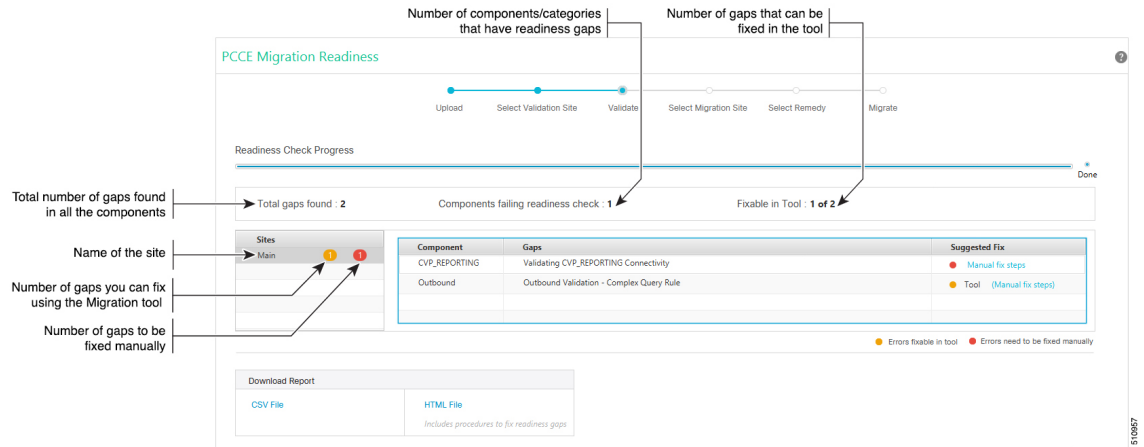 Number of components/categories
that have readiness gaps
Number of gaps that can be
fixed in the tool
PCCE Migration Readiness
?
Upload
Select Validation Site
Validate
Select Migration Site
Select Remedy
Migrate
Readiness Check Progress
Done
Total number of gaps found
in all the components
Total gaps found : 2
Components failing readiness check : 1
Fixable in Tool : 1 of 2
Name of the site
Sites
Main
1
1
Component
Gaps
Suggested Fix
CVP_REPORTING
Validating CVP_REPORTING Connectivity
Manual fix steps
Outbound
Outbound Validation - Complex Query Rule
Tool (Manual fix steps)
Number of gaps you can fix
using the Migration tool
Number of gaps to be
fixed manually
Errors fixable in tool
Errors need to be fixed manually
Download Report
CSV File
HTML File
Includes procedures to fix readiness gaps
510957